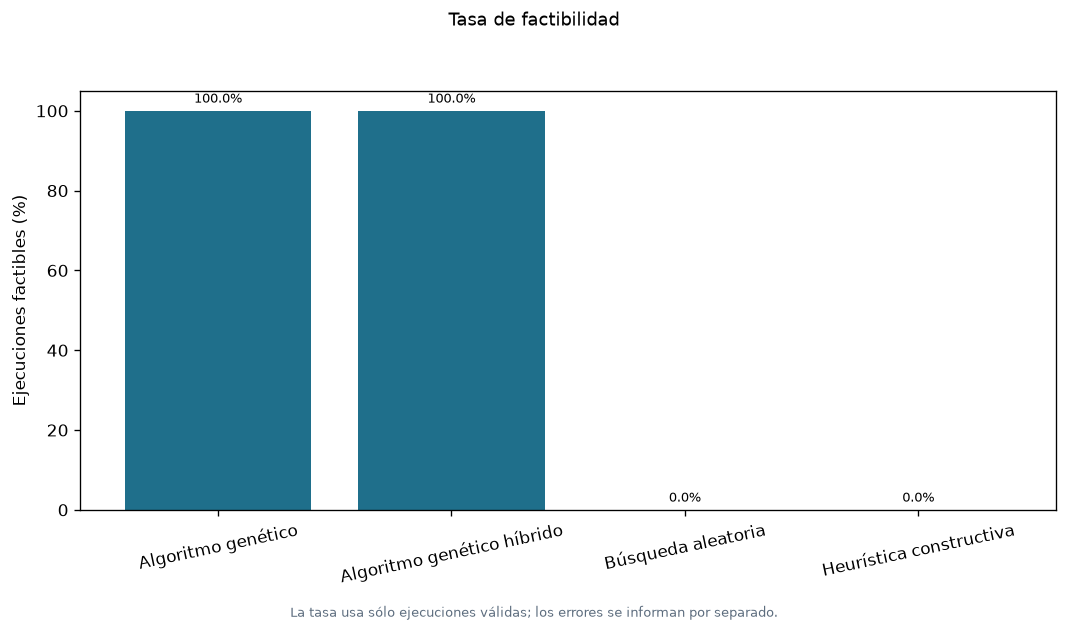 Tasa de factibilidad
100.0%
100.0%
0.0%
0.0%
100
80
60
40
20
0
Ejecuciones factibles (%)
Algoritmo genético
Algoritmo genético híbrido
Búsqueda aleatoria
Heurística constructiva
La tasa usa sólo ejecuciones válidas; los errores se informan por separado.